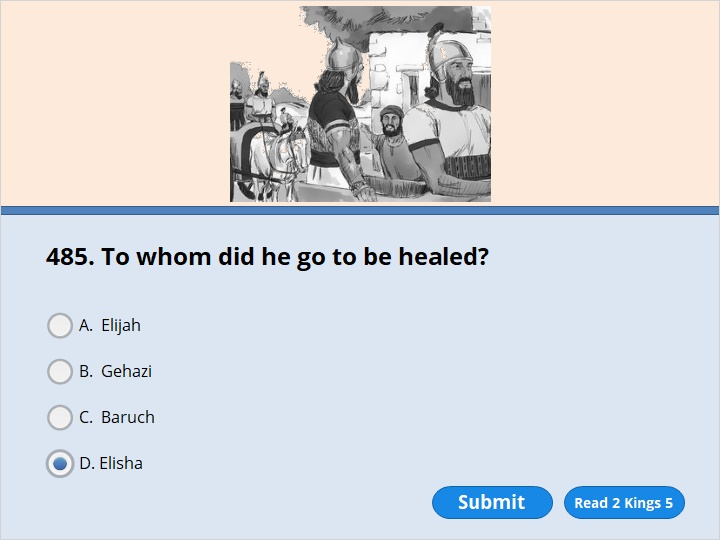 485. To whom did he go to be healed?
A. Elijah
B. Gehazi
C. Baruch
D. Elisha
Submit
Read 2 Kings 5